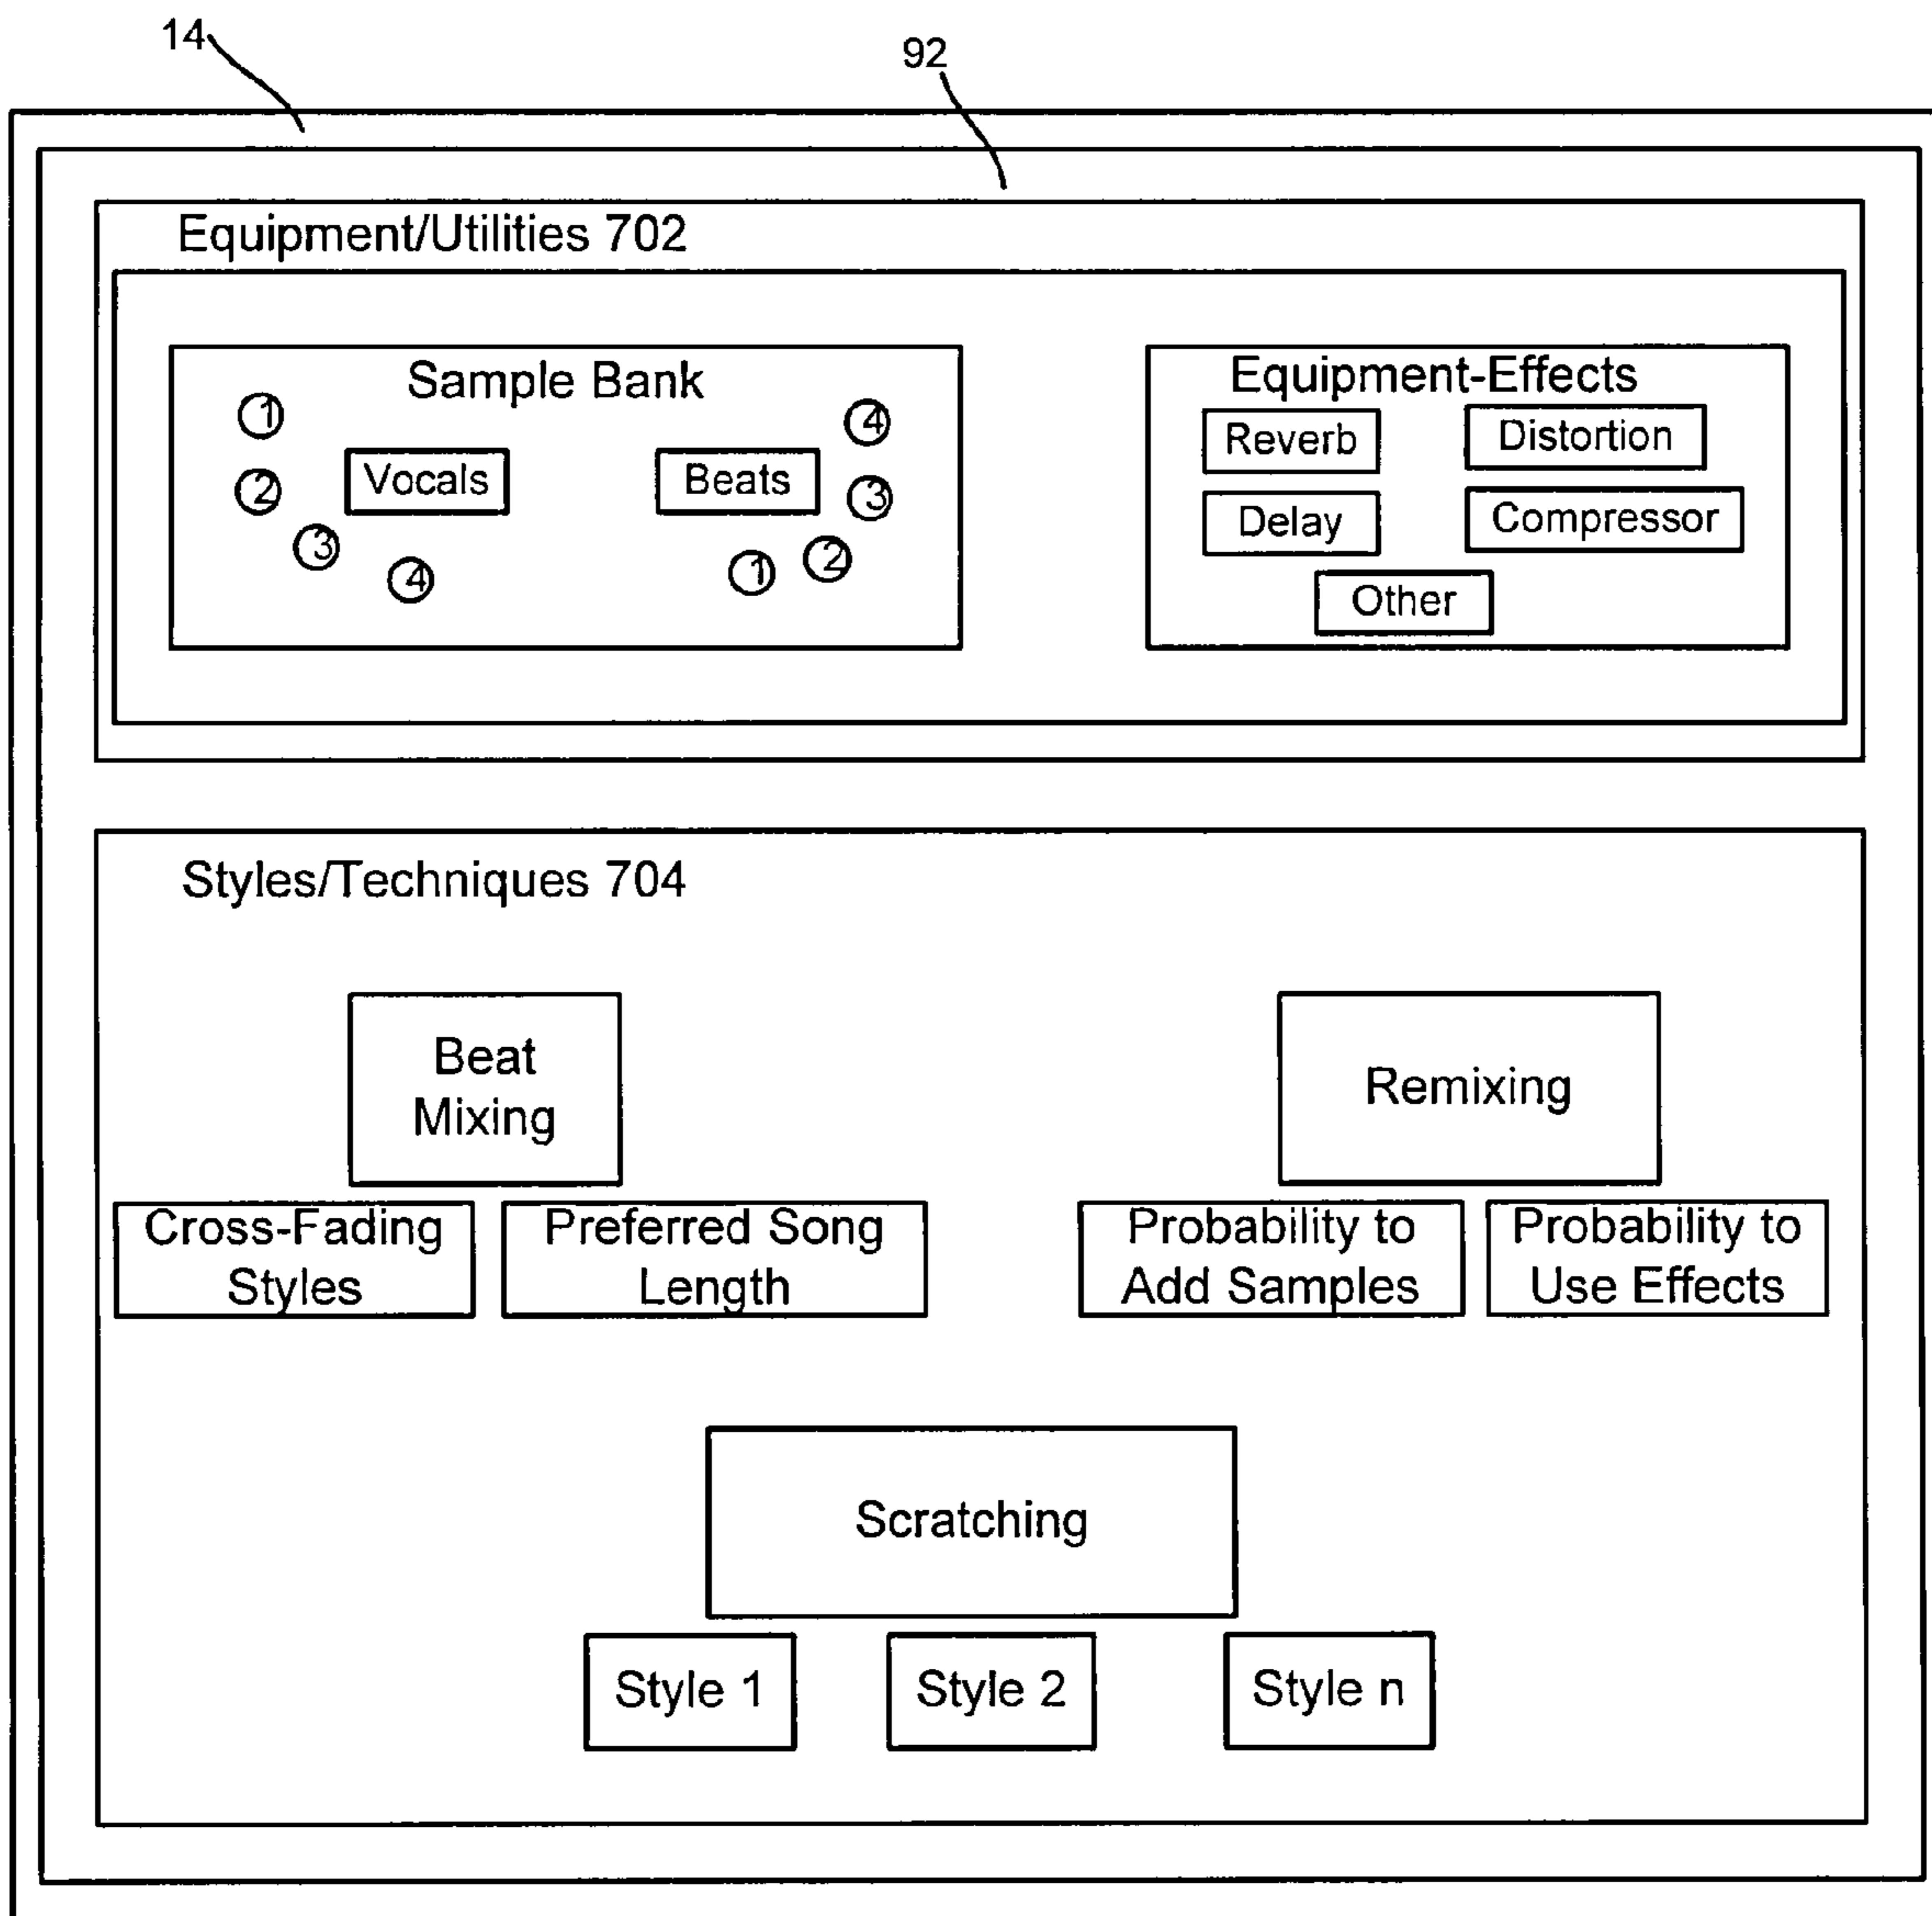 14
92
Equipment/Utilities 702
Sample Bank
1
2
3
4
Vocals
Beats
4
3
2
1
Equipment-Effects
Reverb
Distortion
Delay
Compressor
Other
Styles/Techniques 704
Beat
Mixing
Cross-Fading
Styles
Preferred Song
Length
Remixing
Probability to
Add Samples
Probability to
Use Effects
Scratching
Style 1
Style 2
Style n